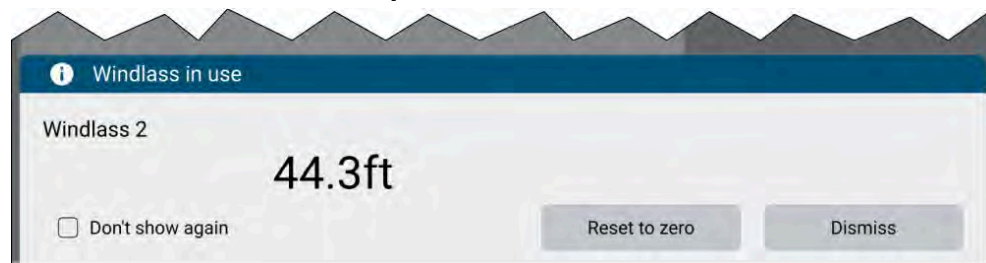 Windlass in use
Windlass 2
44.3ft
Don't show again
Reset to zero
Dismiss